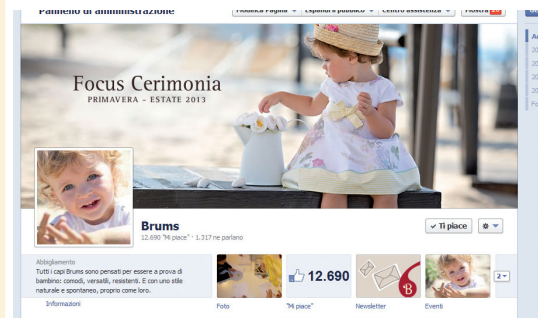 Pannello di amministrazione
Modifica Pagina
Espandi il pubblico
Centro assistenza
Mostra
Focus Cerimonia
PRIMAVERA - ESTATE 2013
Brums
12.690 "Mi piace" · 1.317 ne parlano
Ti piace
Abbigliamento
Tutti i capi Brums sono pensati per essere a prova di
bambino: comodi, versatili, resistenti. E con uno stile
naturale e spontaneo, proprio come loro.
Informazioni
12.690
B
2
Foto
"Mi piace"
Newsletter
Eventi